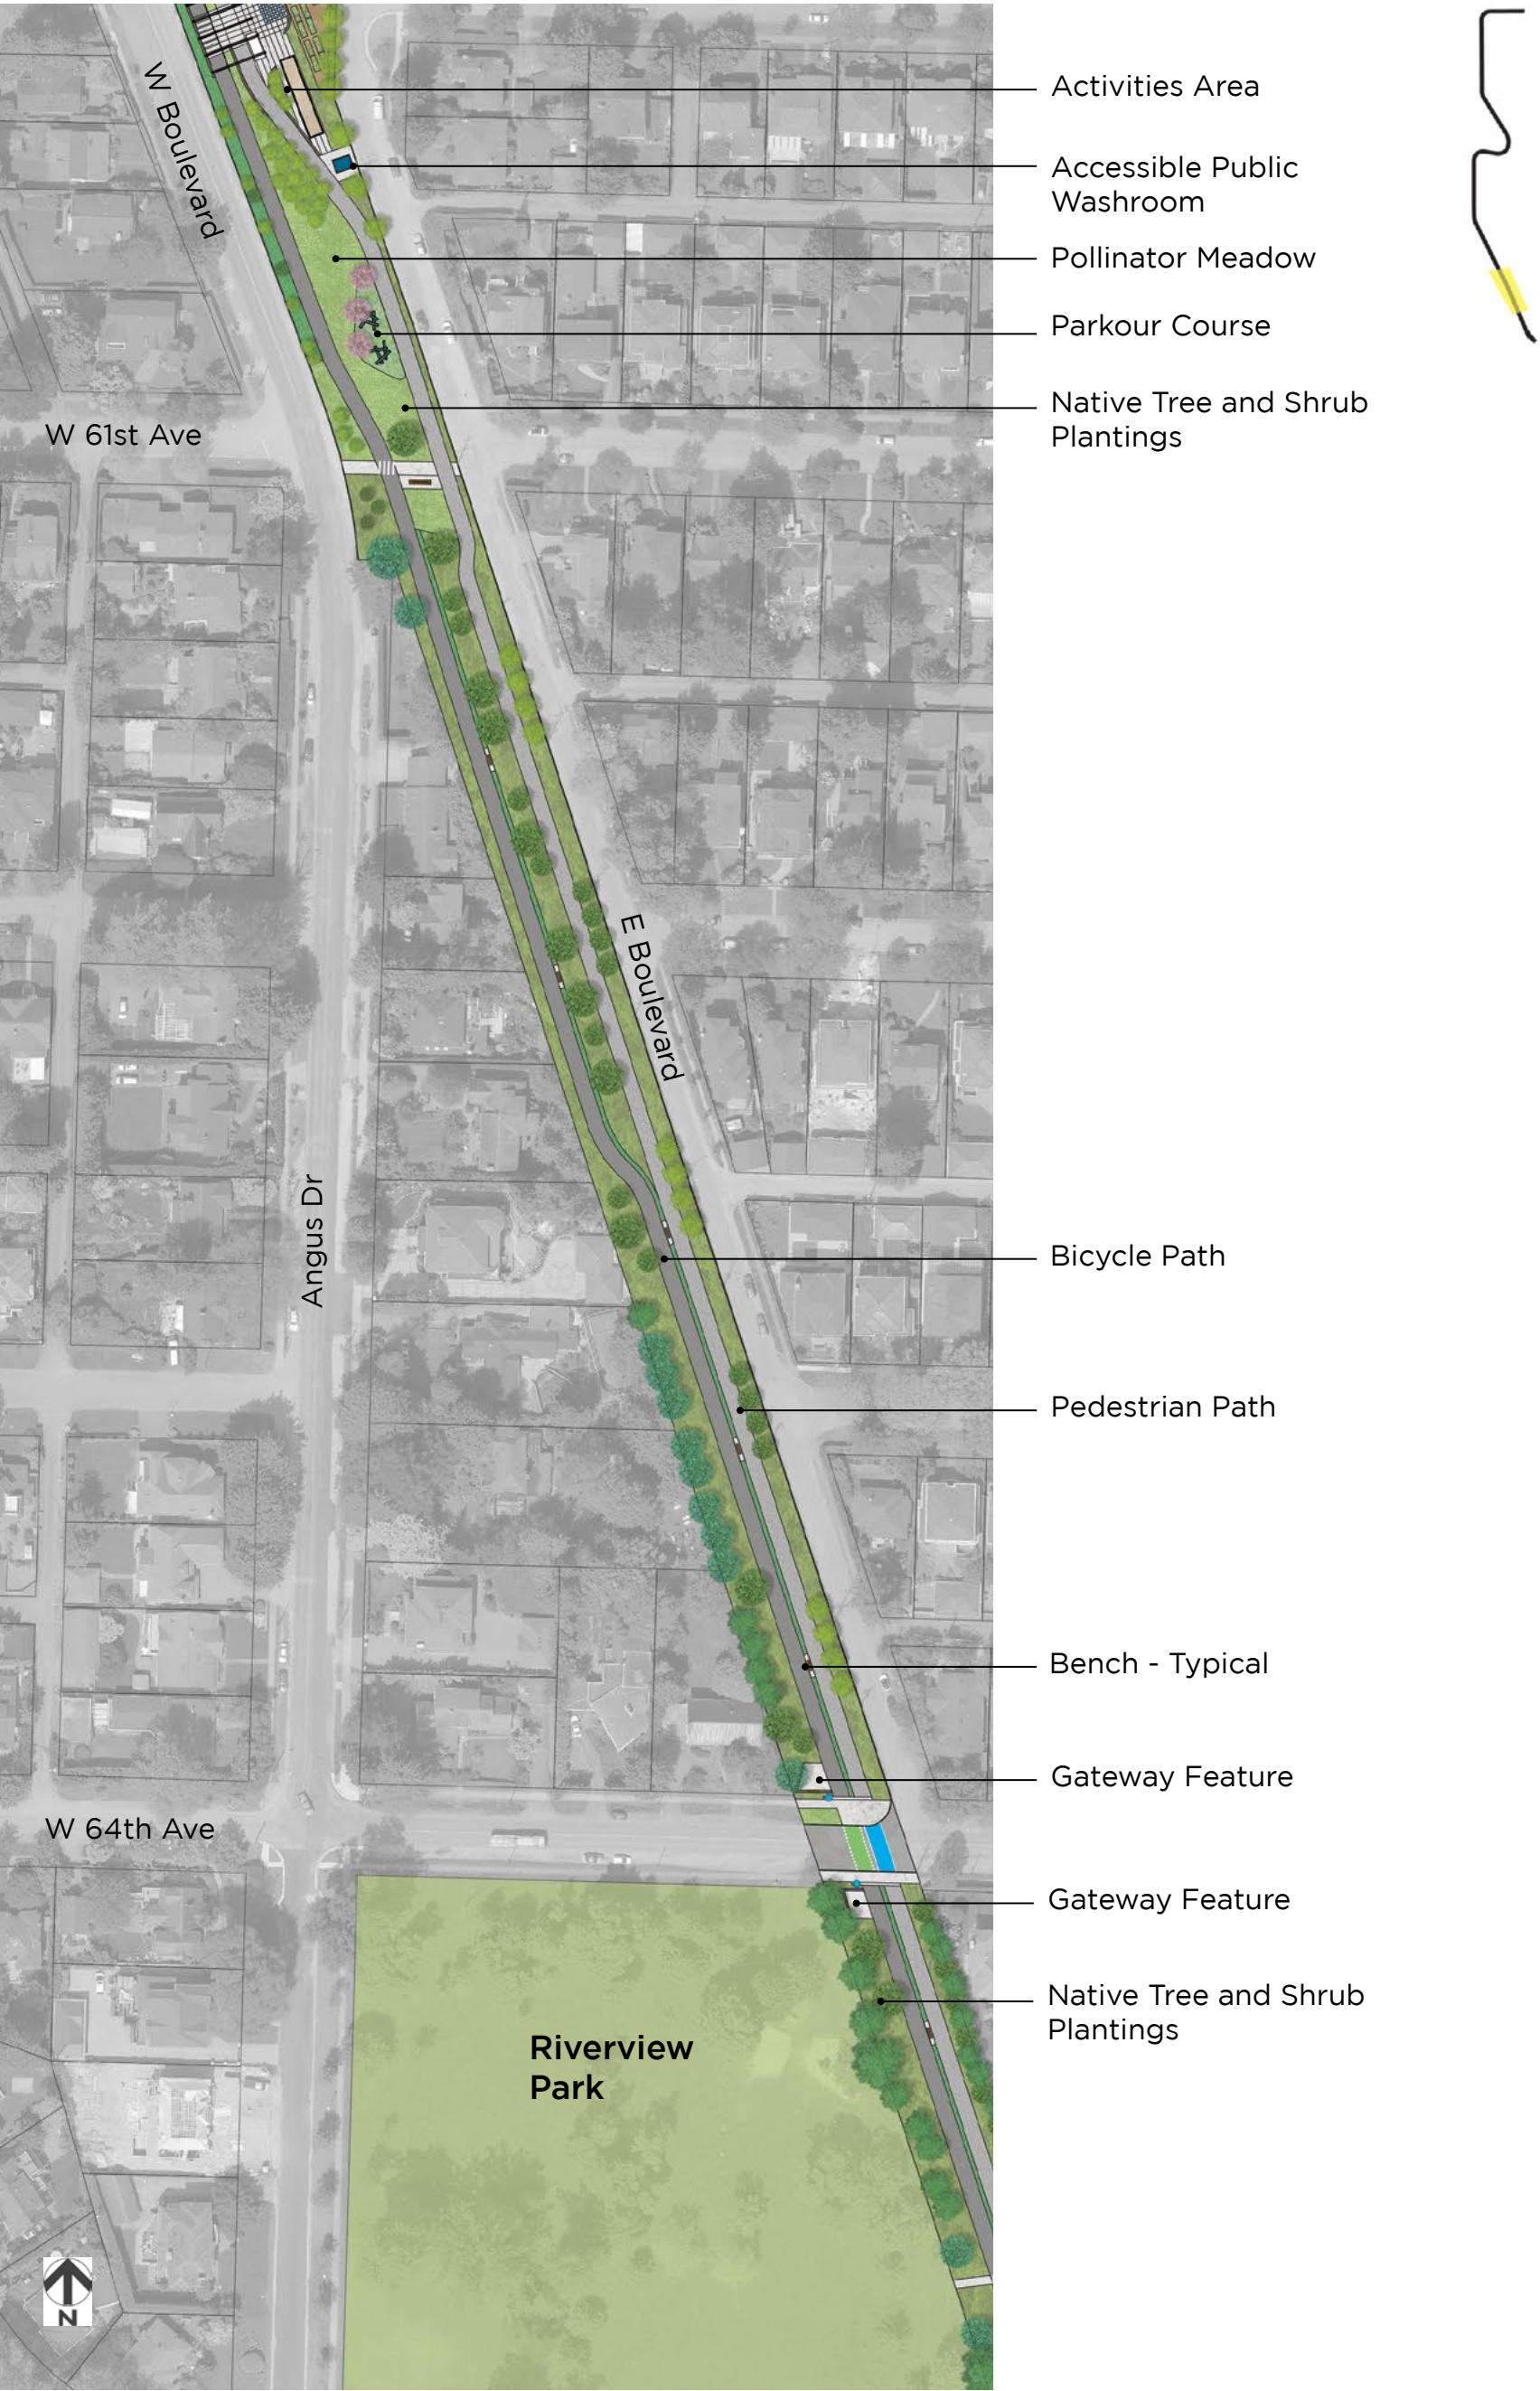 Activities Area
W Boulevard
Accessible Public
Washroom
Pollinator Meadow
Parkour Course
Native Tree and Shrub
Plantings
W 61st Ave
E Boulevard
Angus Dr
Bicycle Path
Pedestrian Path
Bench - Typical
Gateway Feature
W 64th Ave
Gateway Feature
Native Tree and Shrub
Plantings
Riverview
Park
N